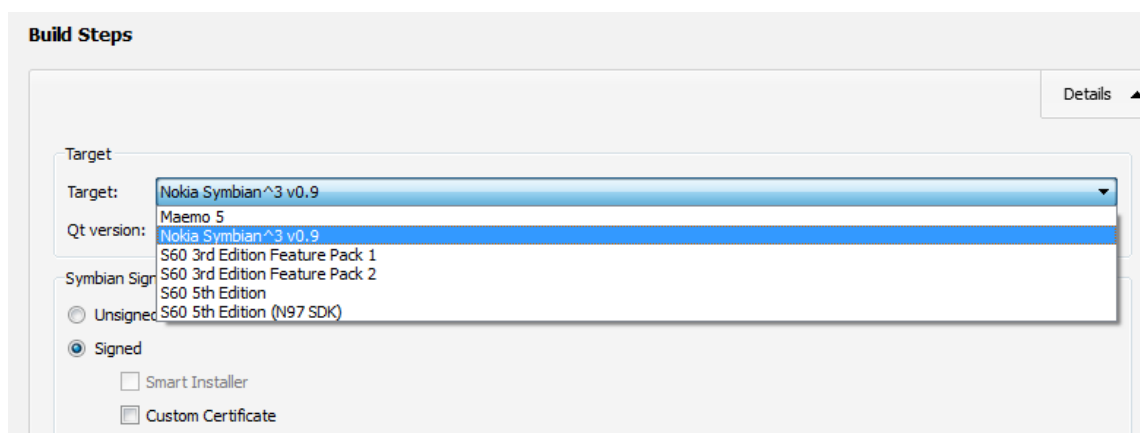 Build Steps
Details
Target
Target: Nokia Symbian^3 v0.9
Maemo 5
Qt version: Nokia Symbian^3 v0.9
S60 3rd Edition Feature Pack 1
S60 3rd Edition Feature Pack 2
Symbian Sign
S60 5th Edition
Unsigned S60 5th Edition (N97 SDK)
Signed
Smart Installer
Custom Certificate